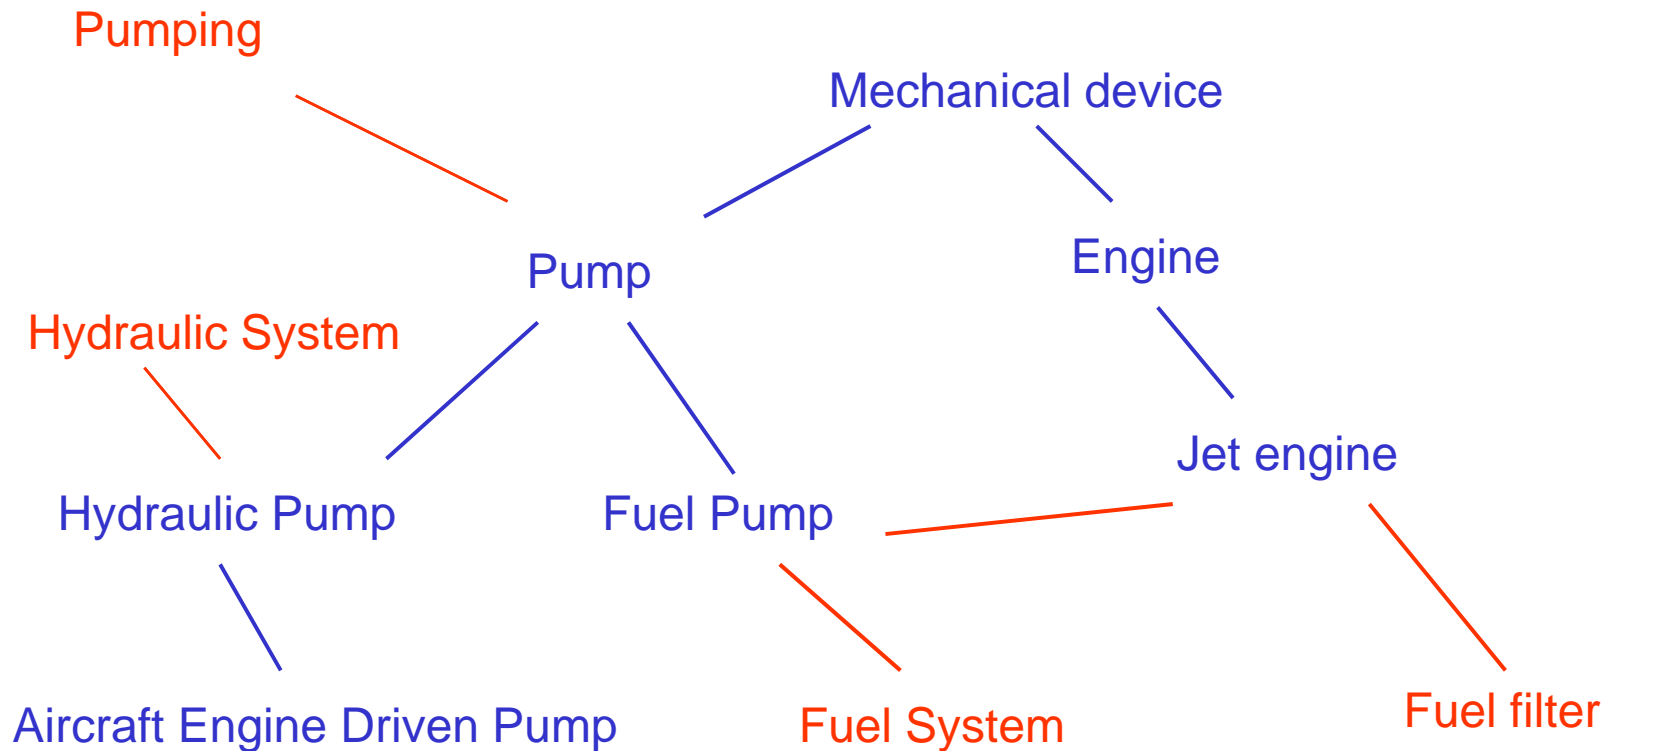 Pumping
Mechanical device
Engine
Pump
Hydraulic System
Jet engine
Hydraulic Pump
Fuel Pump
Fuel filter
Aircraft Engine Driven Pump
Fuel System